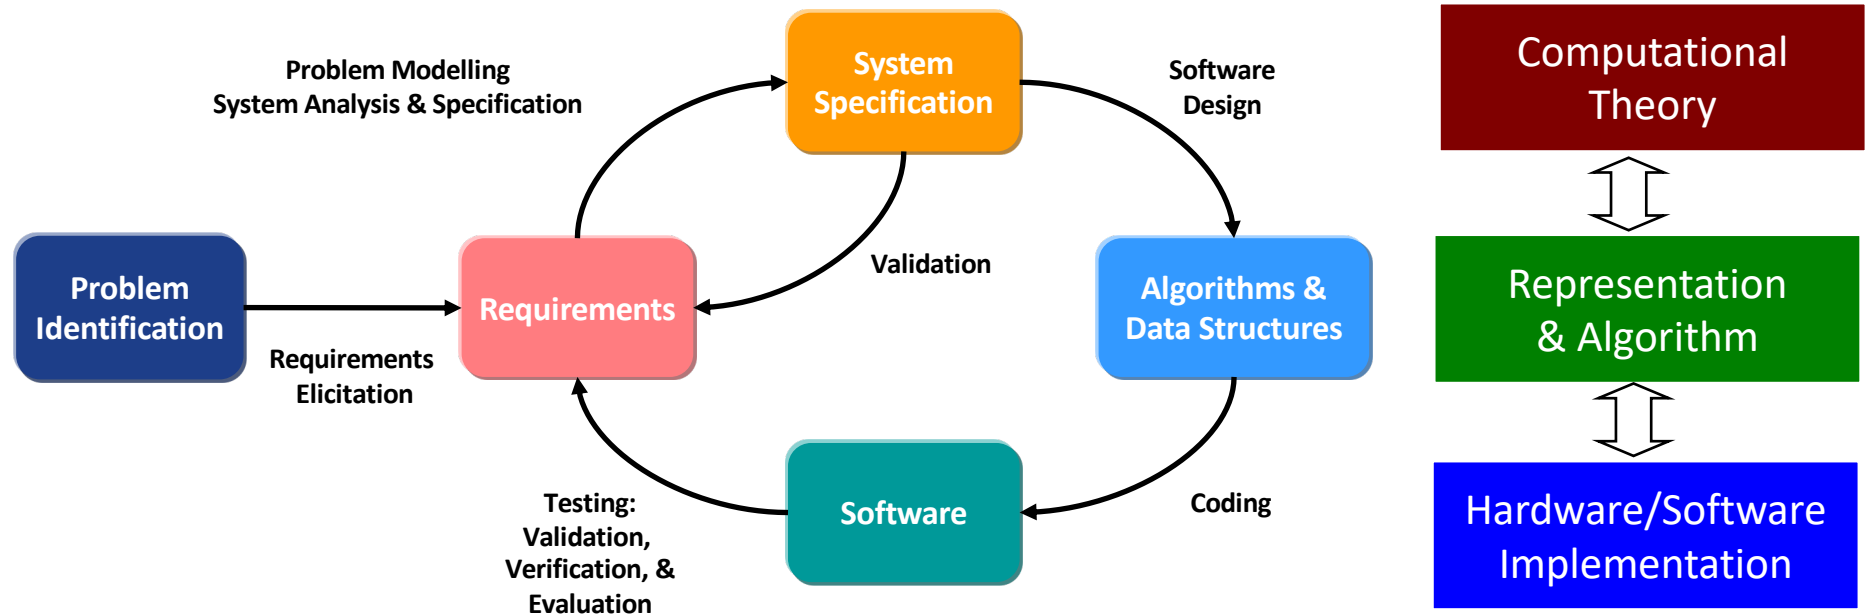 Problem Modelling
System Analysis & Specification
System
Specification
Software
Design
Problem
Identification
Requirements
Elicitation
Requirements
Validation
Algorithms &
Data Structures
Coding
Software
Testing:
Validation,
Verification, &
Evaluation
Computational
Theory
Representation
& Algorithm
Hardware/Software
Implementation